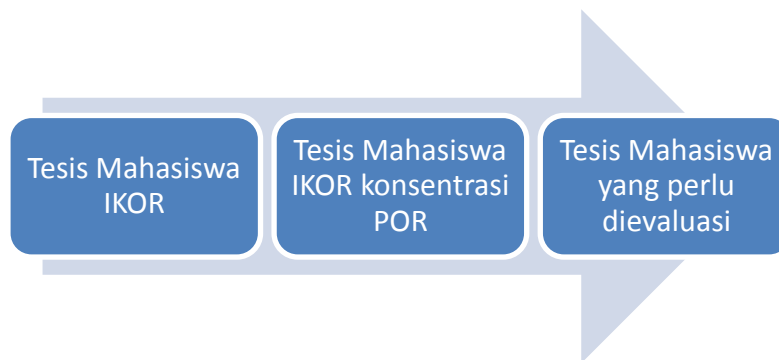 Tesis Mahasiswa
IKOR
Tesis Mahasiswa
IKOR konsentrasi
POR
Tesis Mahasiswa
yang perlu
dievaluasi